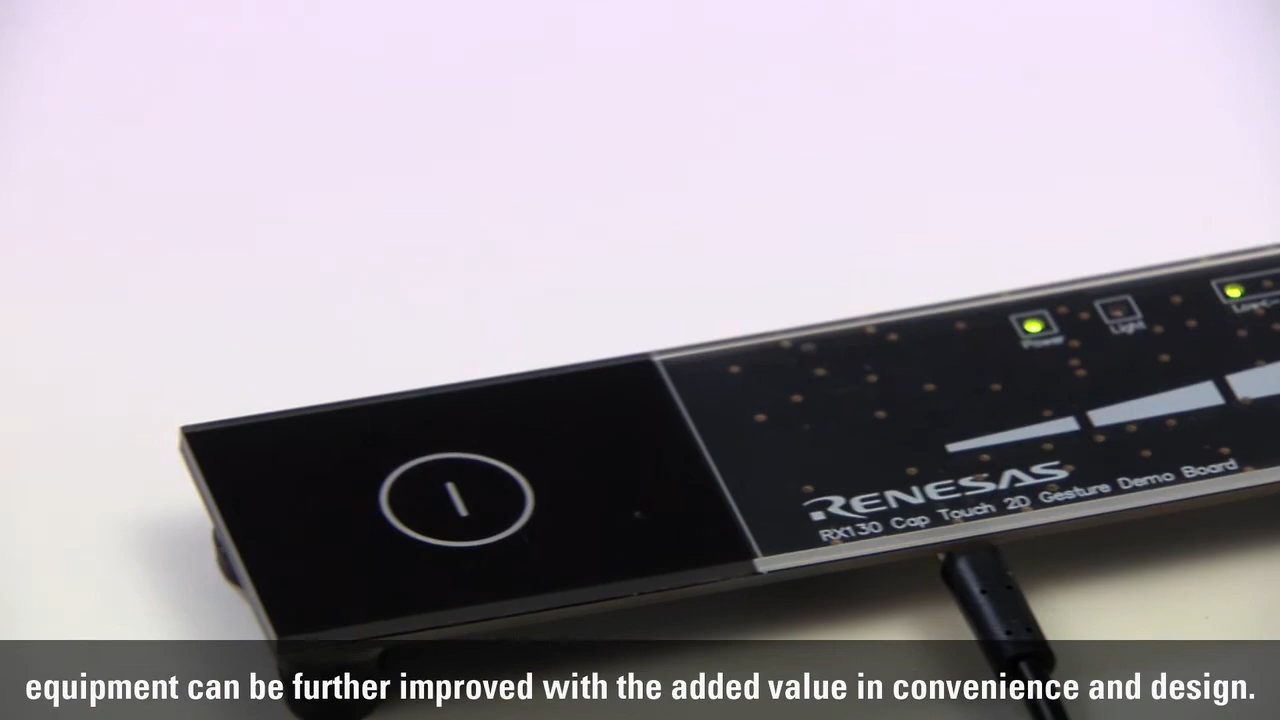 Power
Light
RENESAS
RX130 Cap Touch 2D Gesture Demo Board
equipment can be further improved with the added value in convenience and design.